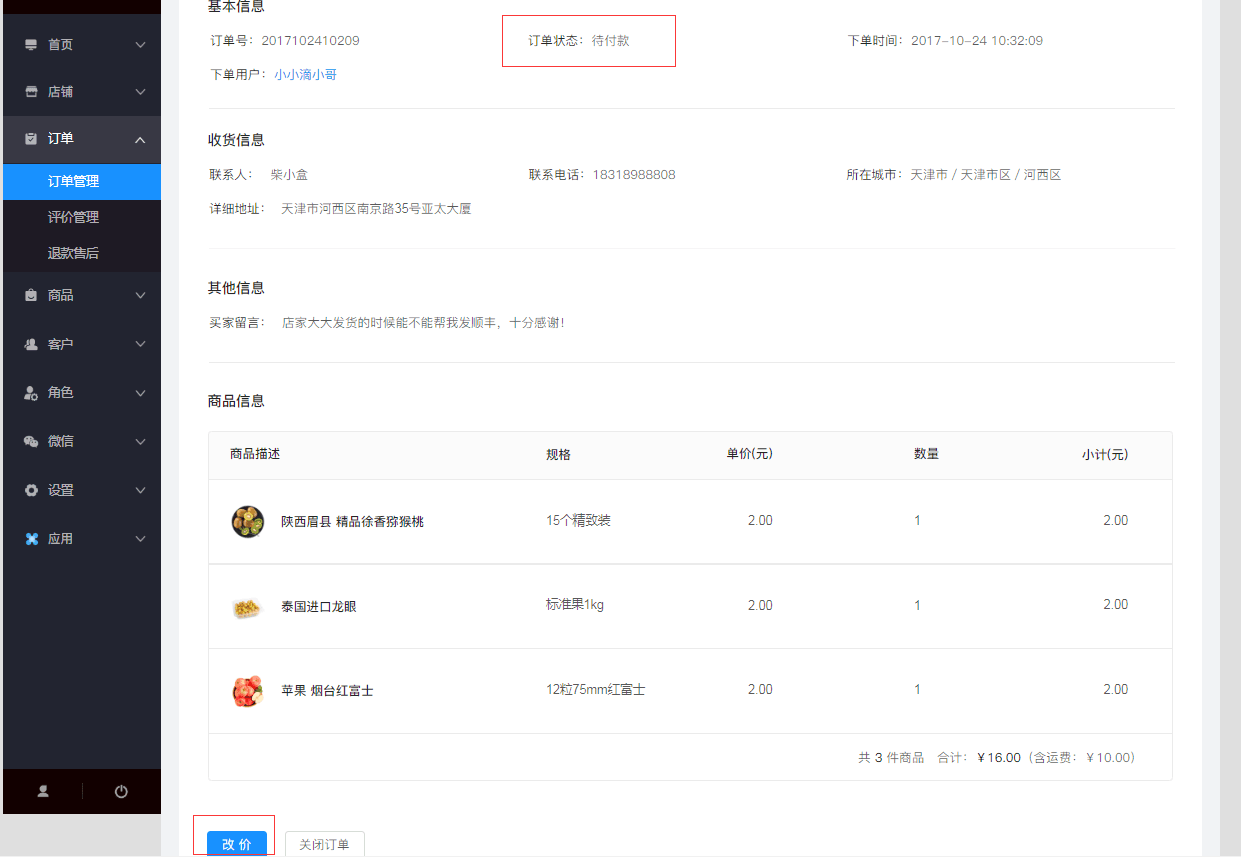 首页
店铺
订单
订单管理
评价管理
退款售后
商品
客户
角色
微信
设置
应用
基本信息
订单号：2017102410209 订单状态：待付款 下单时间：2017-10-24 10:32:09
下单用户：小小滴小哥
收货信息
联系人：柴小盒 联系电话：18318988808 所在城市：天津市 / 天津市区 / 河西区
详细地址：天津市河西区南京路35号亚太大厦
其他信息
买家留言：店家大大发货的时候能不能帮我发顺丰，十分感谢！
商品信息
商品描述 规格 单价(元) 数量 小计(元)
陕西眉县 精品徐香猕猴桃 15个精致装 2.00 1 2.00
泰国进口龙眼 标准果1kg 2.00 1 2.00
苹果 烟台红富士 12粒75mm红富士 2.00 1 2.00
共 3 件商品 合计：￥16.00（含运费：￥10.00）
改价 关闭订单